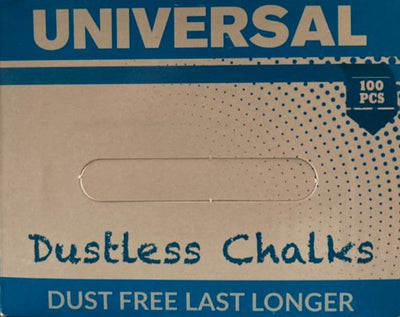 UNIVERSAL
100
PCS
Dustless Chalks
DUST FREE LAST LONGER